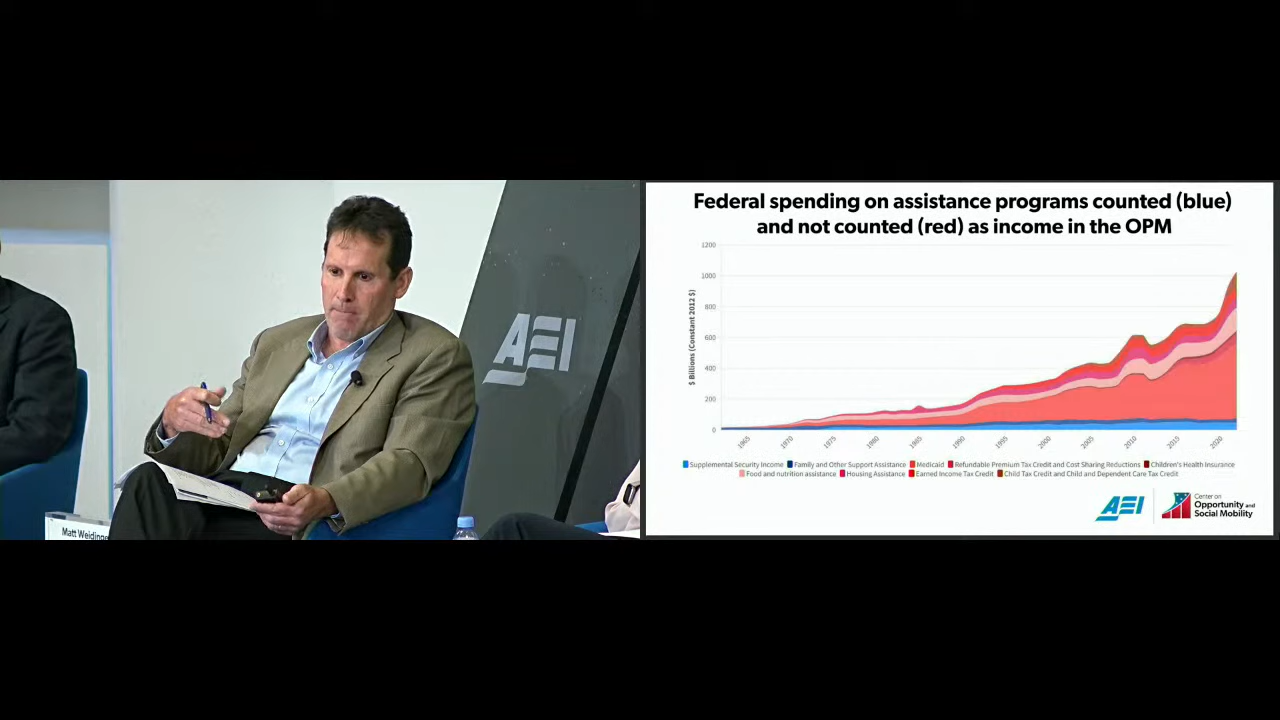 AEI
Matt Weidinge
Federal spending on assistance programs counted (blue)
and not counted (red) as income in the OPM
$ Billions (Constant 2012 $)
1200
1000
800
600
400
200
0
1965
1970
1975
1980
1985
1990
1995
2000
2005
2010
2015
2020
Supplemental Security Income
Family and Other Support Assistance
Medicaid
Refundable Premium Tax Credit and Cost Sharing Reductions
Children's Health Insurance
Food and nutrition assistance
Housing Assistance
Earned Income Tax Credit
Child Tax Credit and Child and Dependent Care Tax Credit
AEI
Center on
Opportunity and
Social Mobility